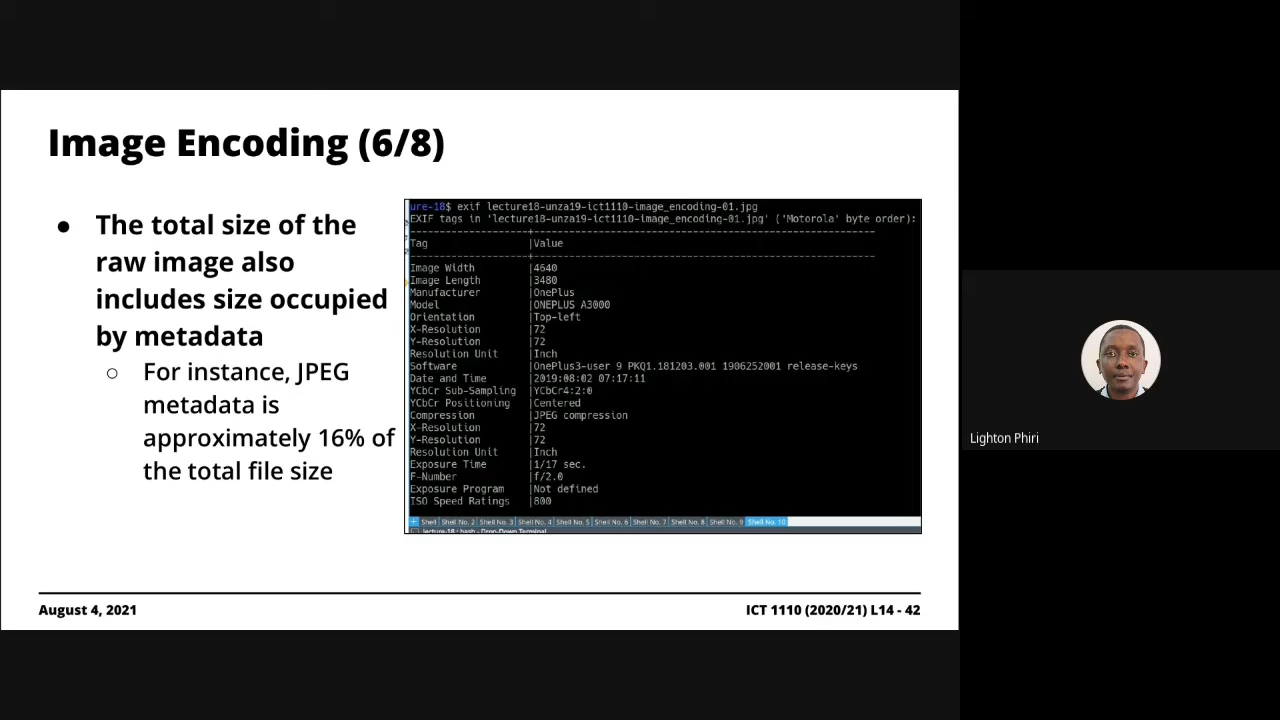 Image Encoding (6/8)
● The total size of the
raw image also
includes size occupied
by metadata
○ For instance, JPEG
metadata is
approximately 16% of
the total file size
ure-18$ exif lecture18-unza19-ict1110-image_encoding-01.jpg
EXIF tags in 'lecture18-unza19-ict1110-image_encoding-01.jpg' ('Motorola' byte order):
--------------------+----------------------------------------------------------
Tag                 |Value
--------------------+----------------------------------------------------------
Image Width         |4640
Image Length        |3480
Manufacturer        |OnePlus
Model               |ONEPLUS A3000
Orientation         |Top-left
X-Resolution        |72
Y-Resolution        |72
Resolution Unit     |Inch
Software            |OnePlus3-user 9 PKQ1.181203.001 1906252001 release-keys
Date and Time       |2019:08:02 07:17:11
YCbCr Sub-Sampling  |YCbCr4:2:0
YCbCr Positioning   |Centered
Compression         |JPEG compression
X-Resolution        |72
Y-Resolution        |72
Resolution Unit     |Inch
Exposure Time       |1/17 sec.
F-Number            |f/2.0
Exposure Program    |Not defined
ISO Speed Ratings   |800
+ Shell Shell No. 2 Shell No. 3 Shell No. 4 Shell No. 5 Shell No. 6 Shell No. 7 Shell No. 8 Shell No. 9 Shell No. 10
lecture-18 : bash - Drop-Down Terminal
August 4, 2021
ICT 1110 (2020/21) L14 - 42
Lighton Phiri